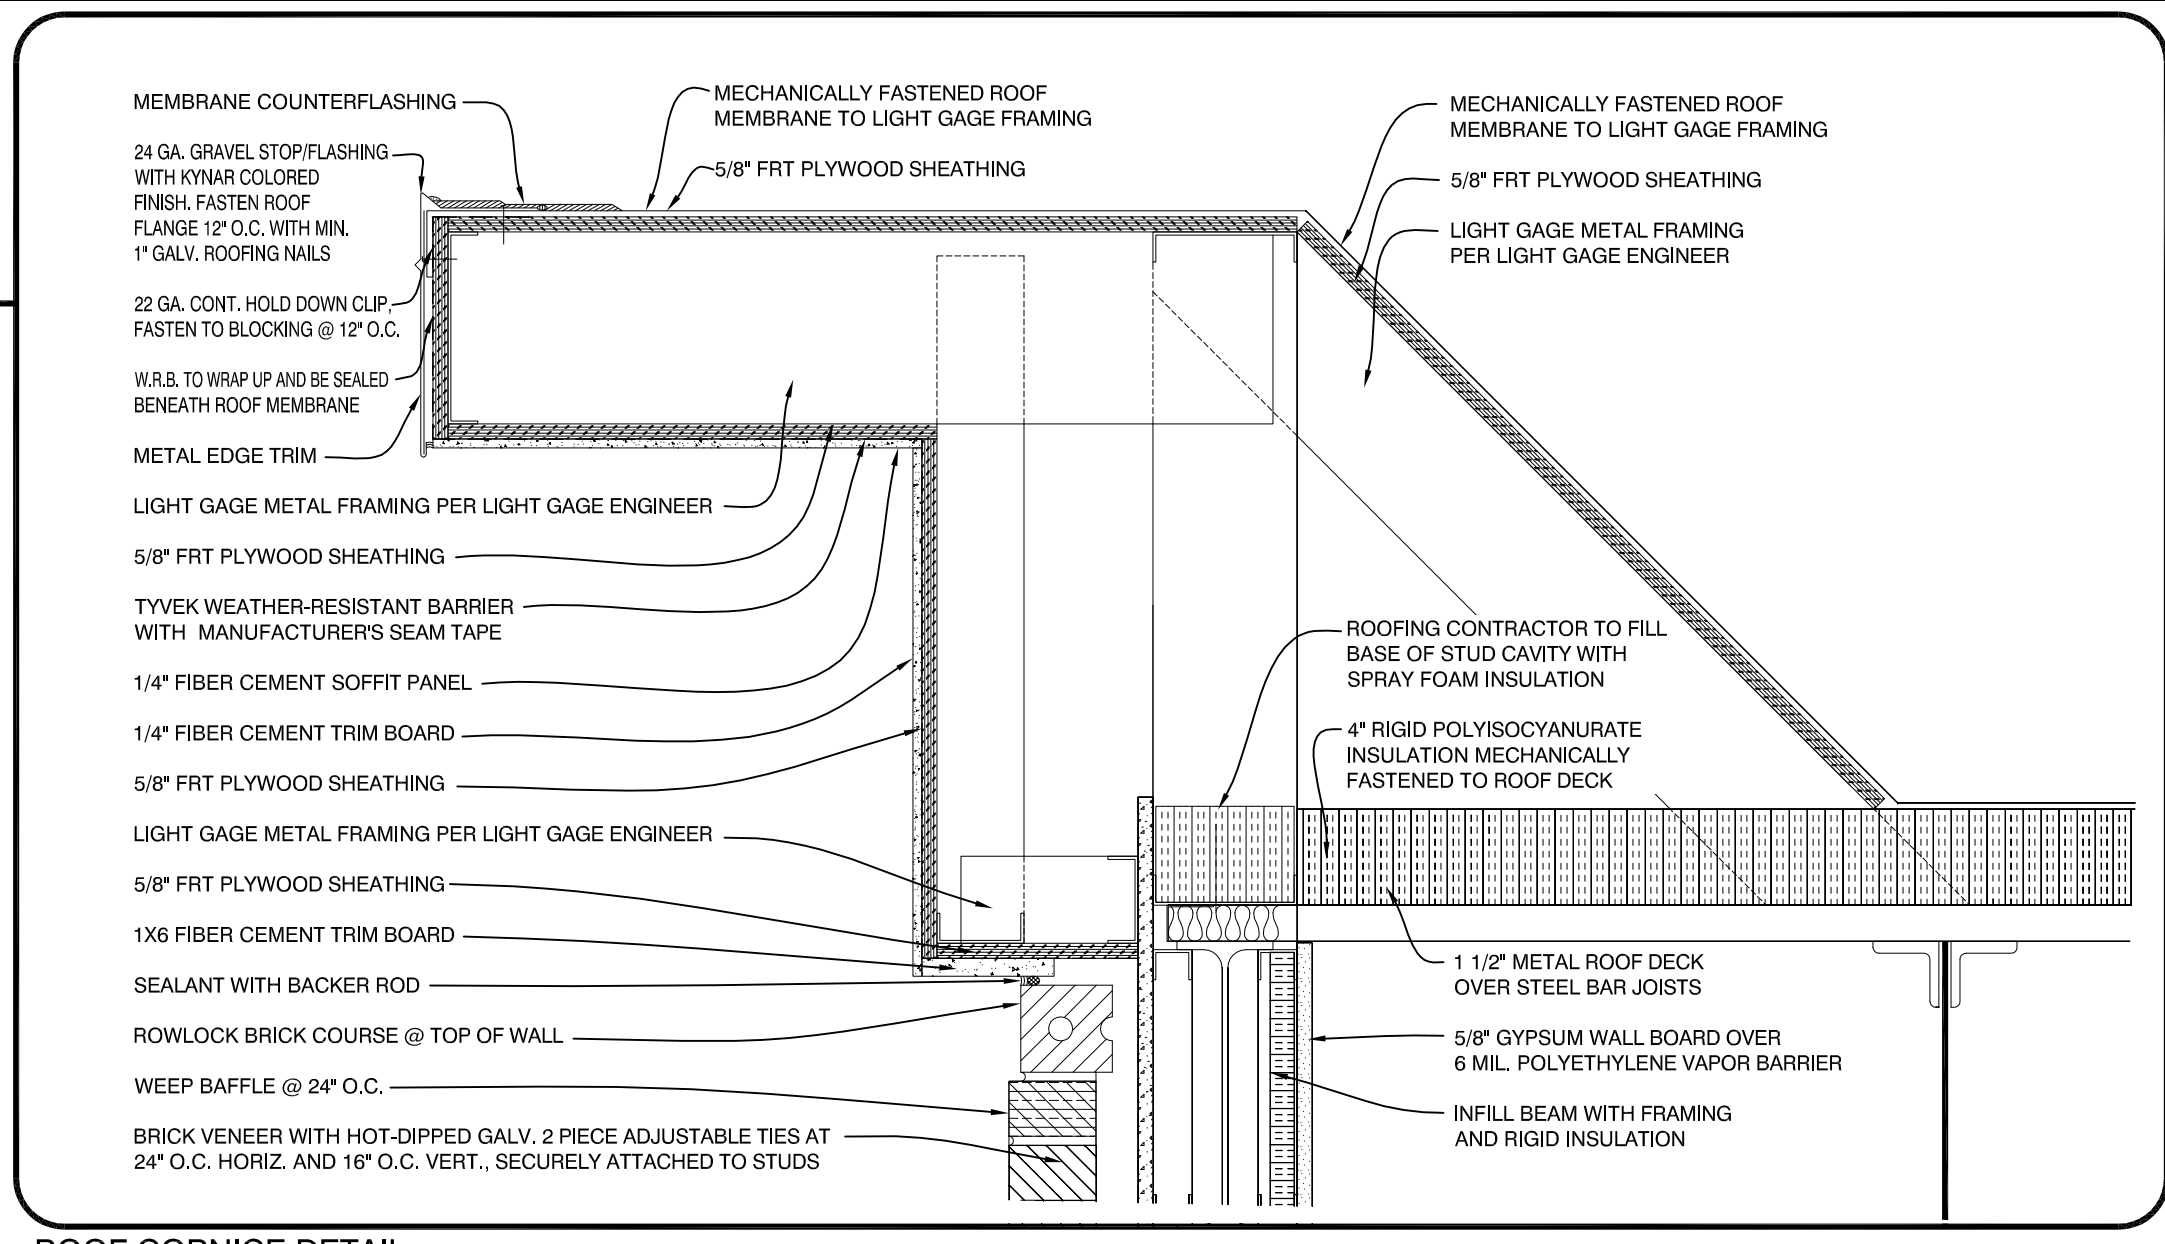 MEMBRANE COUNTERFLASHING
24 GA. GRAVEL STOP/FLASHING
WITH KYNAR COLORED
FINISH. FASTEN ROOF
FLANGE 12" O.C. WITH MIN.
1" GALV. ROOFING NAILS
22 GA. CONT. HOLD DOWN CLIP,
FASTEN TO BLOCKING @ 12" O.C.
W.R.B. TO WRAP UP AND BE SEALED
BENEATH ROOF MEMBRANE
METAL EDGE TRIM
LIGHT GAGE METAL FRAMING PER LIGHT GAGE ENGINEER
5/8" FRT PLYWOOD SHEATHING
TYVEK WEATHER-RESISTANT BARRIER
WITH MANUFACTURER'S SEAM TAPE
1/4" FIBER CEMENT SOFFIT PANEL
1/4" FIBER CEMENT TRIM BOARD
5/8" FRT PLYWOOD SHEATHING
LIGHT GAGE METAL FRAMING PER LIGHT GAGE ENGINEER
5/8" FRT PLYWOOD SHEATHING
1X6 FIBER CEMENT TRIM BOARD
SEALANT WITH BACKER ROD
ROWLOCK BRICK COURSE @ TOP OF WALL
WEEP BAFFLE @ 24" O.C.
BRICK VENEER WITH HOT-DIPPED GALV. 2 PIECE ADJUSTABLE TIES AT
24" O.C. HORIZ. AND 16" O.C. VERT., SECURELY ATTACHED TO STUDS
MECHANICALLY FASTENED ROOF
MEMBRANE TO LIGHT GAGE FRAMING
5/8" FRT PLYWOOD SHEATHING
MECHANICALLY FASTENED ROOF
MEMBRANE TO LIGHT GAGE FRAMING
5/8" FRT PLYWOOD SHEATHING
LIGHT GAGE METAL FRAMING
PER LIGHT GAGE ENGINEER
ROOFING CONTRACTOR TO FILL
BASE OF STUD CAVITY WITH
SPRAY FOAM INSULATION
4" RIGID POLYISOCYANURATE
INSULATION MECHANICALLY
FASTENED TO ROOF DECK
1 1/2" METAL ROOF DECK
OVER STEEL BAR JOISTS
5/8" GYPSUM WALL BOARD OVER
6 MIL. POLYETHYLENE VAPOR BARRIER
INFILL BEAM WITH FRAMING
AND RIGID INSULATION
ROOF CORNICE DETAIL